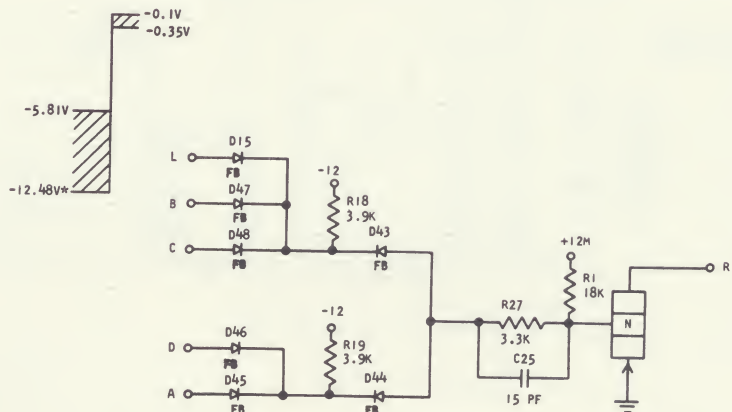 -0.1V
-0.35V
-5.81V
-12.48V*
L
D15
FB
B
D47
FB
C
D48
FB
-12
R18
3.9K
D43
FB
+12M
R1
18K
R
N
R27
3.3K
C25
15 PF
D
D46
FB
A
D45
FB
-12
R19
3.9K
D44
FB